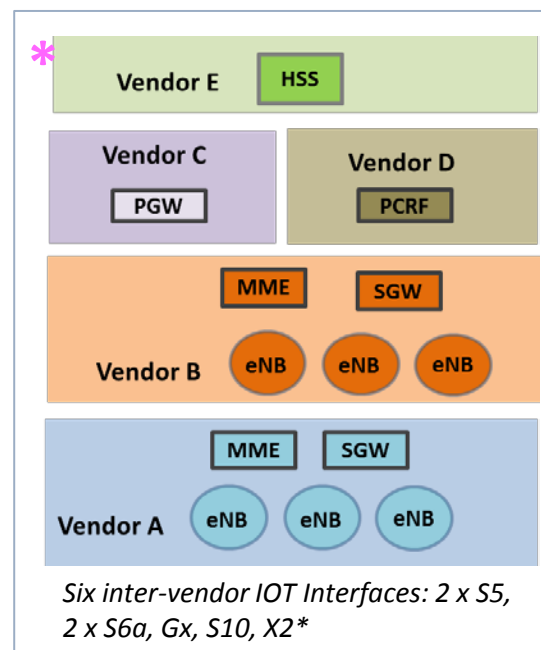 *
Vendor E HSS
Vendor C
PGW
Vendor D
PCRF
MME SGW
Vendor B eNB eNB eNB
MME SGW
Vendor A eNB eNB eNB
Six inter-vendor IOT Interfaces: 2 x S5,
2 x S6a, Gx, S10, X2*